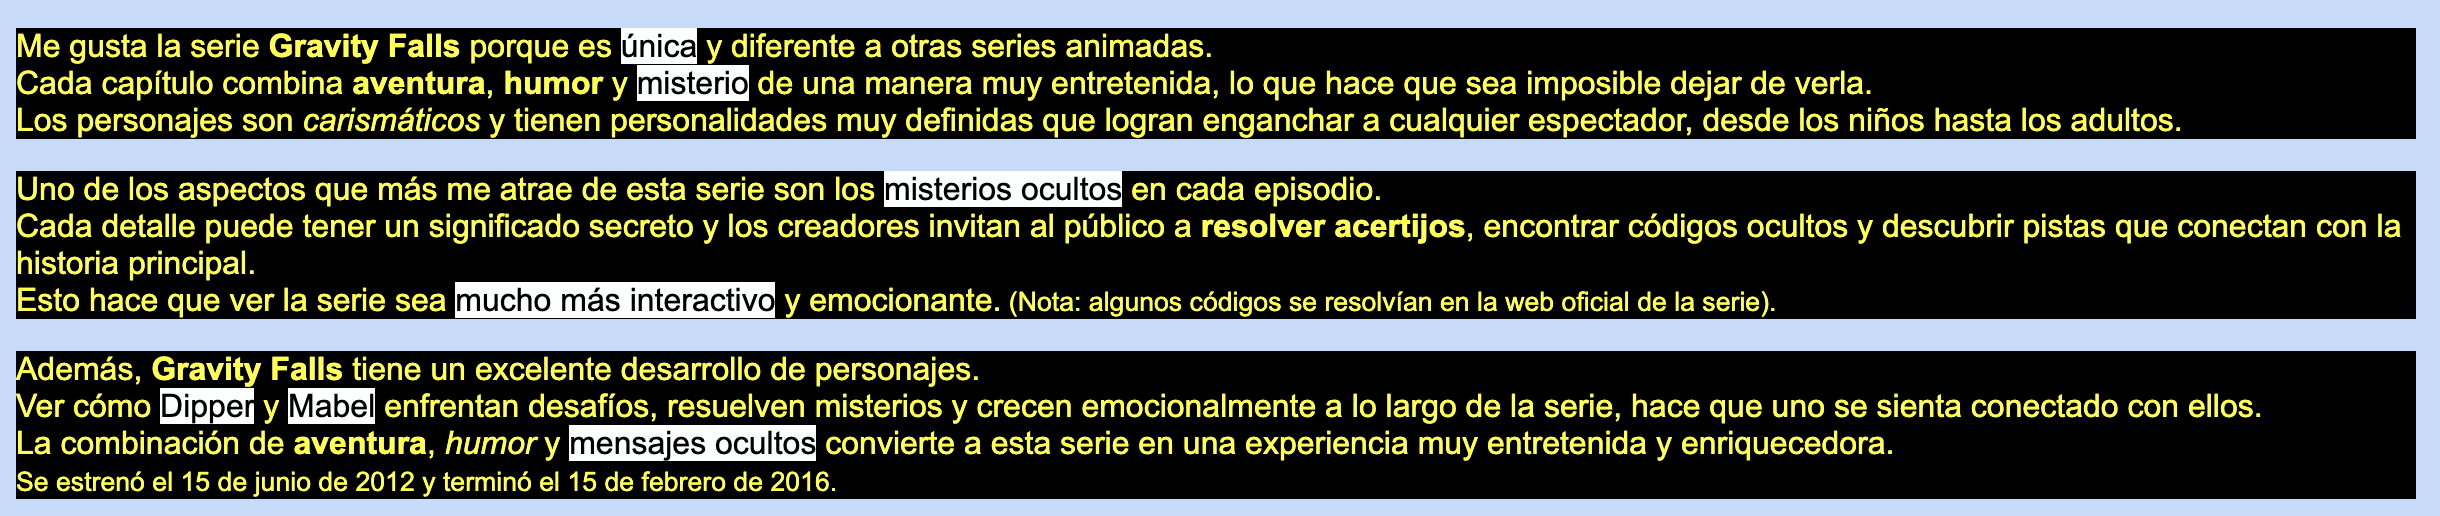 Me gusta la serie Gravity Falls porque es única y diferente a otras series animadas.
Cada capítulo combina aventura, humor y misterio de una manera muy entretenida, lo que hace que sea imposible dejar de verla.
Los personajes son carismáticos y tienen personalidades muy definidas que logran enganchar a cualquier espectador, desde los niños hasta los adultos.
Uno de los aspectos que más me atrae de esta serie son los misterios ocultos en cada episodio.
Cada detalle puede tener un significado secreto y los creadores invitan al público a resolver acertijos, encontrar códigos ocultos y descubrir pistas que conectan con la
historia principal.
Esto hace que ver la serie sea mucho más interactivo y emocionante. (Nota: algunos códigos se resolvían en la web oficial de la serie).
Además, Gravity Falls tiene un excelente desarrollo de personajes.
Ver cómo Dipper y Mabel enfrentan desafíos, resuelven misterios y crecen emocionalmente a lo largo de la serie, hace que uno se sienta conectado con ellos.
La combinación de aventura, humor y mensajes ocultos convierte a esta serie en una experiencia muy entretenida y enriquecedora.
Se estrenó el 15 de junio de 2012 y terminó el 15 de febrero de 2016.